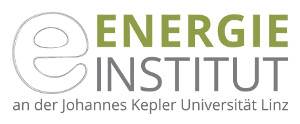 e ENERGIE
INSTITUT
an der Johannes Kepler Universität Linz